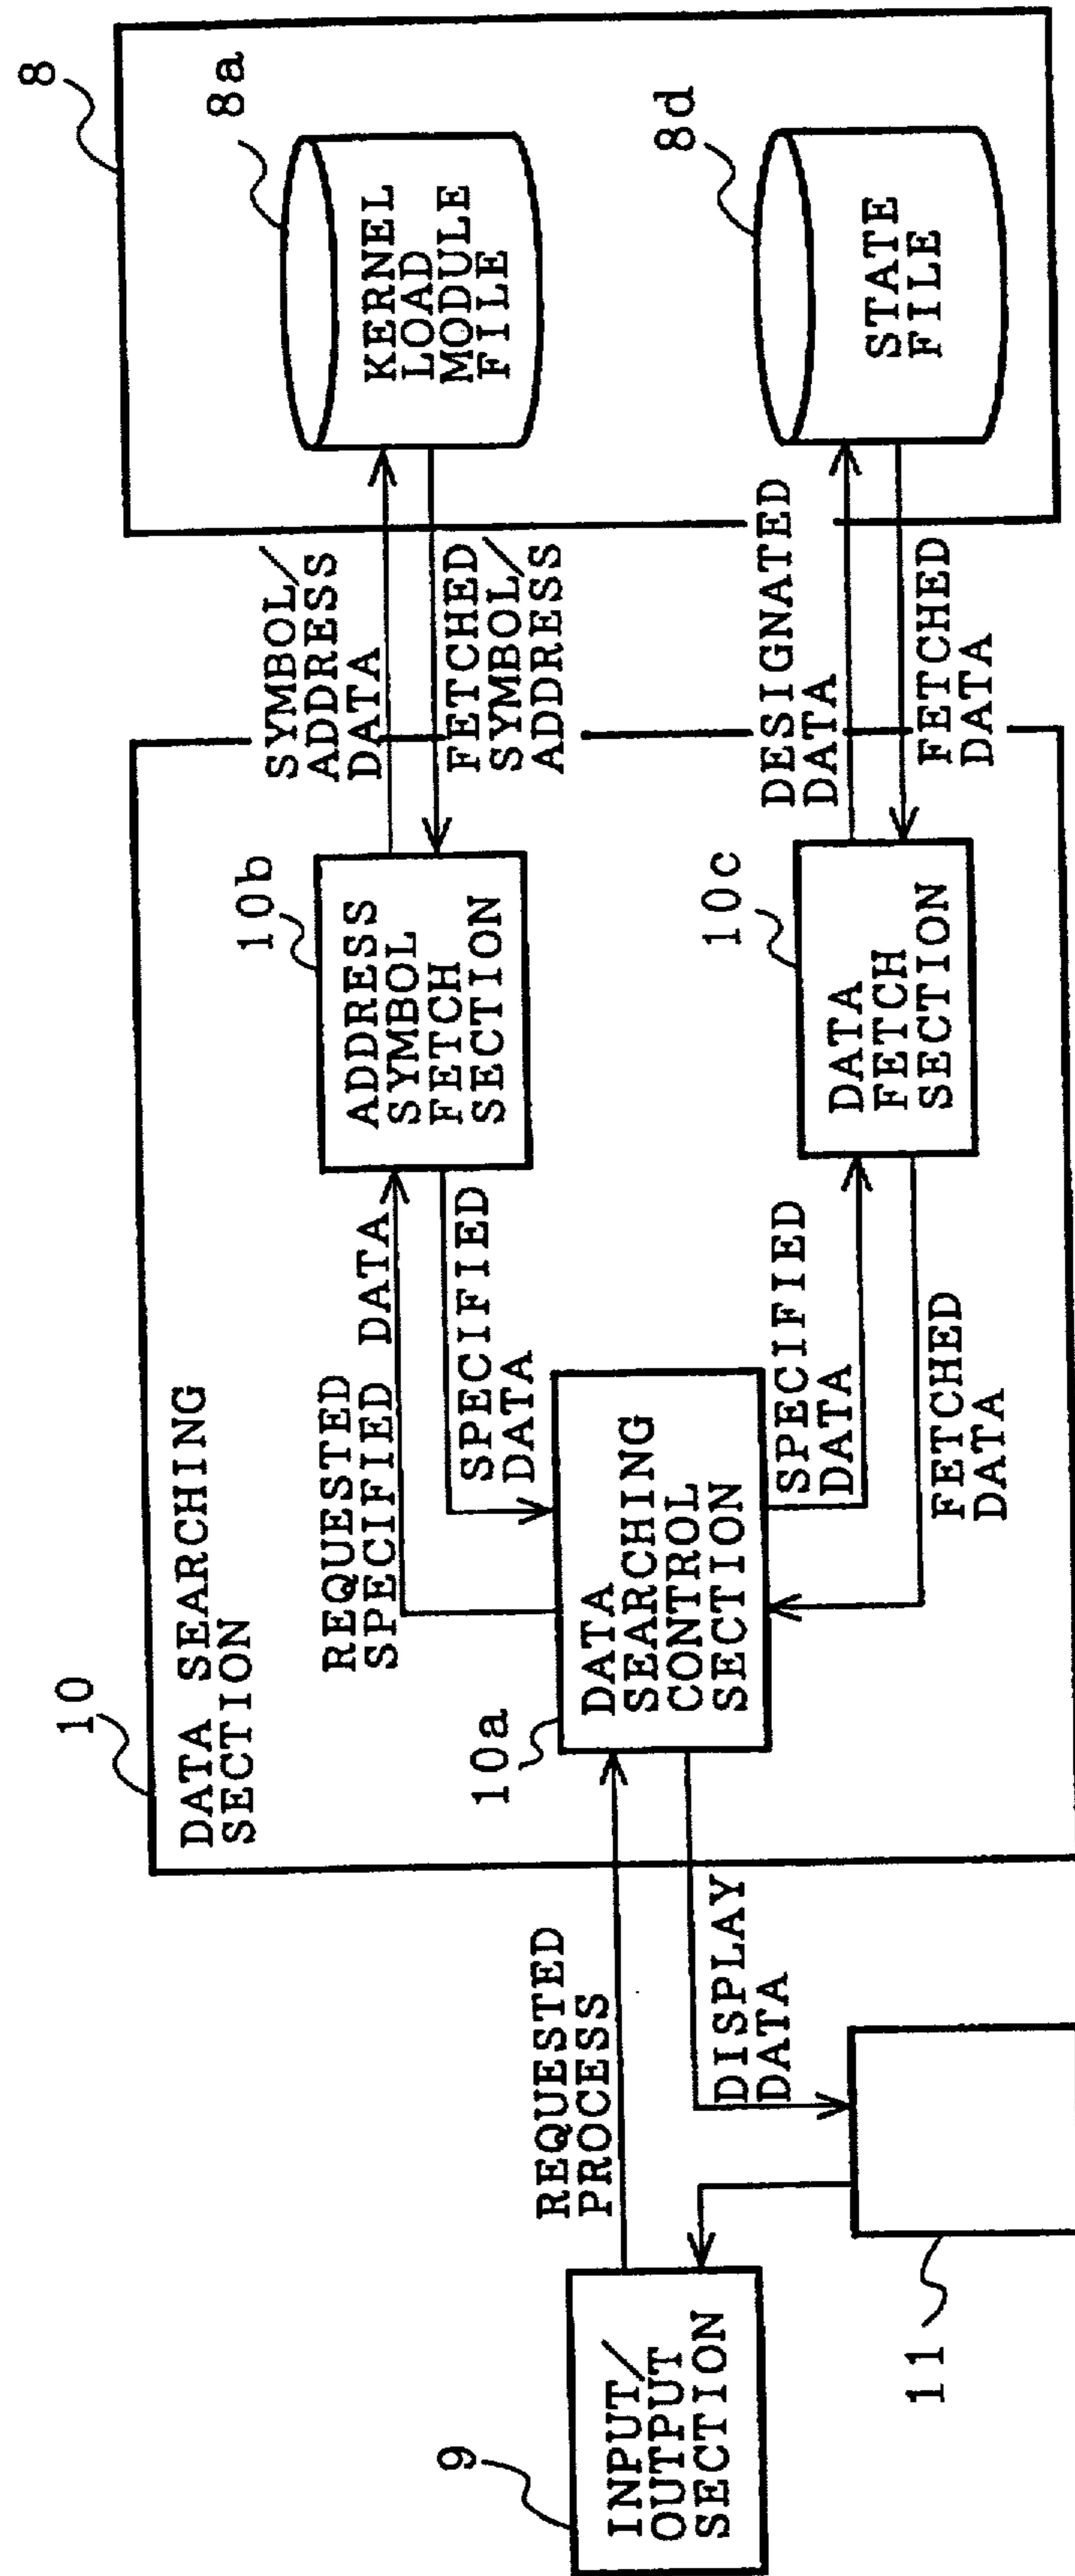 8
8a
KERNEL
LOAD
MODULE
FILE
8d
STATE
FILE
SYMBOL/
ADDRESS
DATA
FETCHED
SYMBOL/
ADDRESS
DESIGNATED
DATA
FETCHED
DATA
10
DATA SEARCHING
SECTION
10b
ADDRESS
SYMBOL
FETCH
SECTION
10c
DATA
FETCH
SECTION
REQUESTED
SPECIFIED DATA
SPECIFIED
DATA
10a
DATA
SEARCHING
CONTROL
SECTION
SPECIFIED
DATA
FETCHED
DATA
REQUESTED
PROCESS
DISPLAY
DATA
9
INPUT/
OUTPUT
SECTION
11